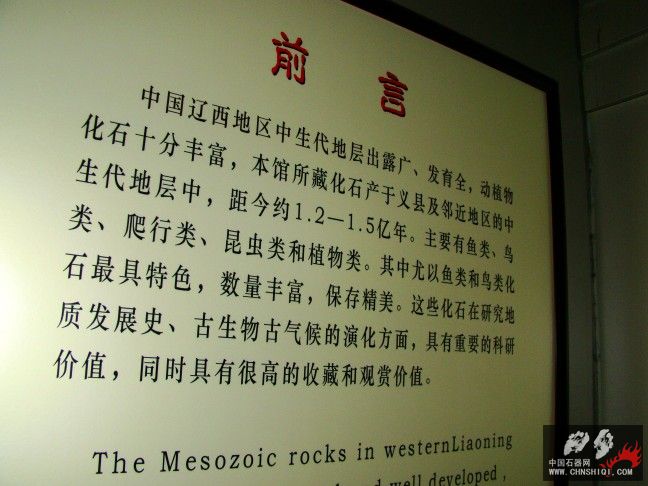 前言
中国辽西地区中生代地层出露广、发育全，动植物
化石十分丰富，本馆所藏化石产于义县及邻近地区的中
生代地层中，距今约1.2—1.5亿年。主要有鱼类、鸟
类、爬行类、昆虫类和植物类。其中尤以鱼类和鸟类化
石最具特色，数量丰富，保存精美。这些化石在研究地
质发展史、古生物古气候的演化方面，具有重要的科研
价值，同时具有很高的收藏和观赏价值。
The Mesozoic rocks in westernLiaoning
and well developed ,
中国石器网
WWW.CHNSHIQI.COM